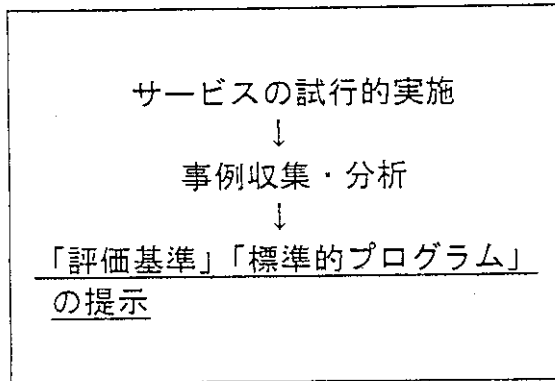 サービスの試行的実施
↓
事例収集・分析
↓
「評価基準」「標準的プログラム」
の提示